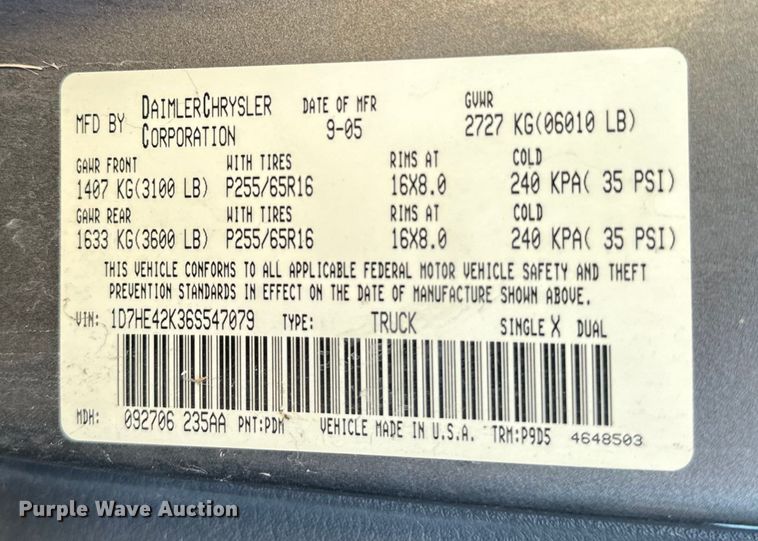 MFD BY DAIMLERCHRYSLER CORPORATION DATE OF MFR 9-05 GVWR 2727 KG(06010 LB)
GAWR FRONT WITH TIRES RIMS AT COLD
1407 KG(3100 LB) P255/65R16 16X8.0 240 KPA( 35 PSI)
GAWR REAR WITH TIRES RIMS AT COLD
1633 KG(3600 LB) P255/65R16 16X8.0 240 KPA( 35 PSI)
THIS VEHICLE CONFORMS TO ALL APPLICABLE FEDERAL MOTOR VEHICLE SAFETY AND THEFT
PREVENTION STANDARDS IN EFFECT ON THE DATE OF MANUFACTURE SHOWN ABOVE.
VIN: 1D7HE42K36S547079 TYPE: TRUCK SINGLE X DUAL
MDH: 092706 235AA PNT:PDM VEHICLE MADE IN U.S.A. TRM:P9D5 4648503
Purple Wave Auction